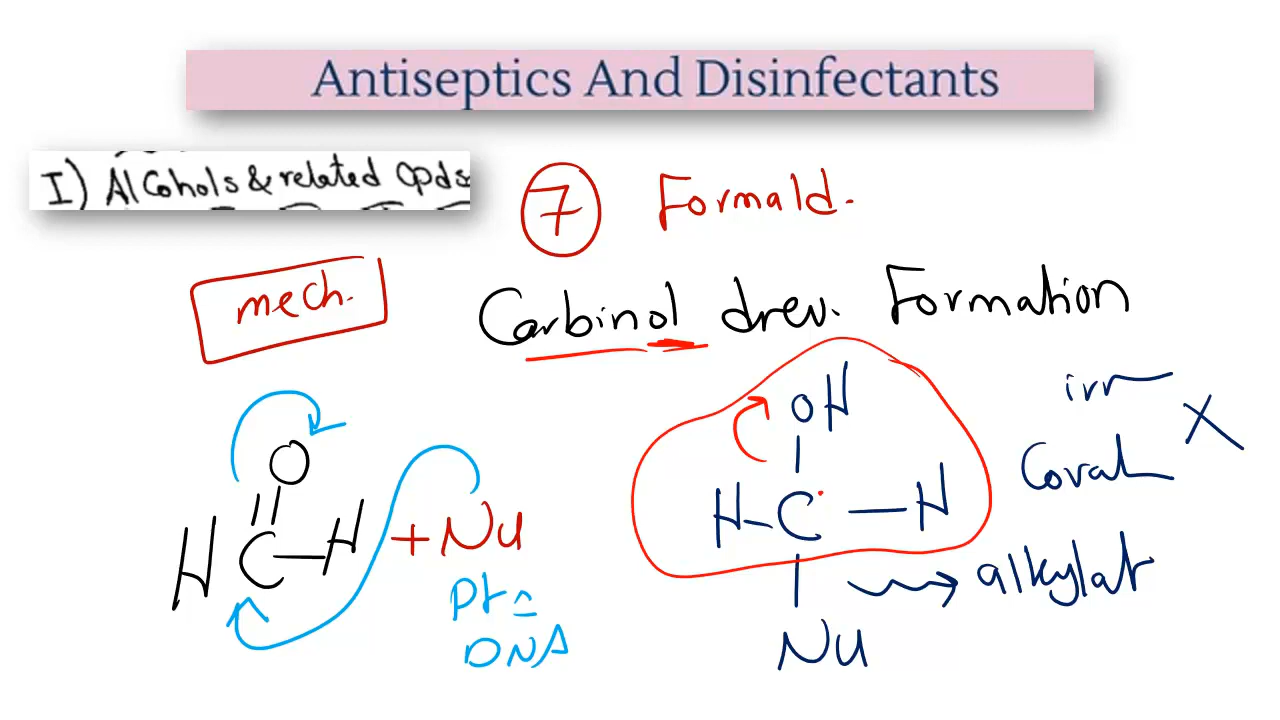 Antiseptics And Disinfectants
I) Alcohols & related cpds
7 Formald.
mech.
Carbinol drev. Formation
OH
irr
O
Coval
X
H C H + Nu
H-C-H
alkylat
Pt
DNA
Nu